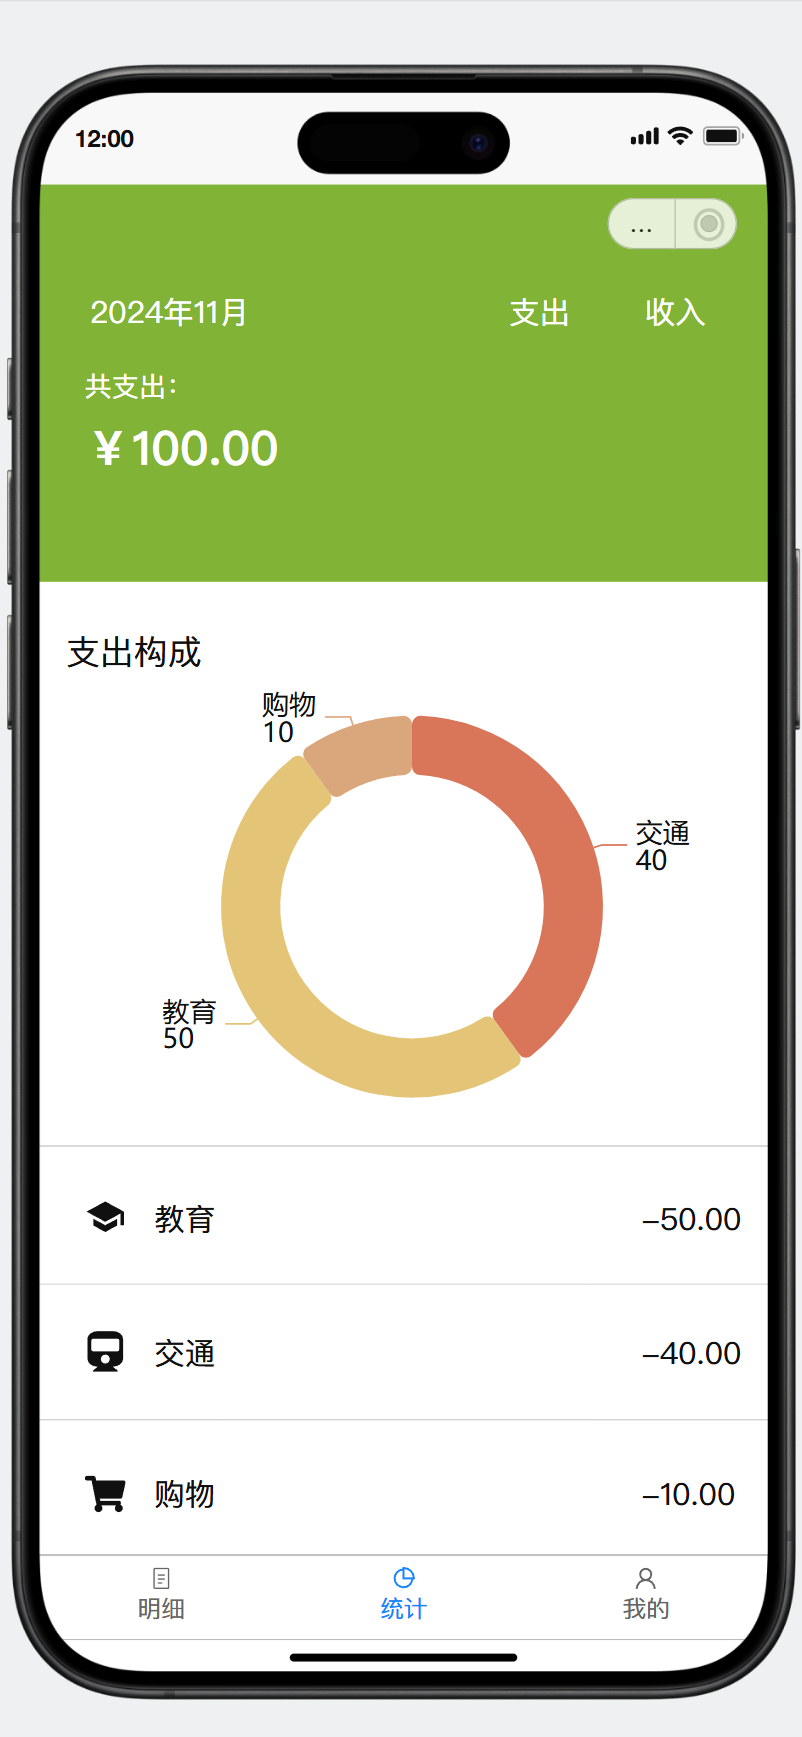 12:00
...
2024年11月 支出 收入
共支出：
¥100.00
支出构成
购物
10
交通
40
教育
50
教育 -50.00
交通 -40.00
购物 -10.00
明细 统计 我的